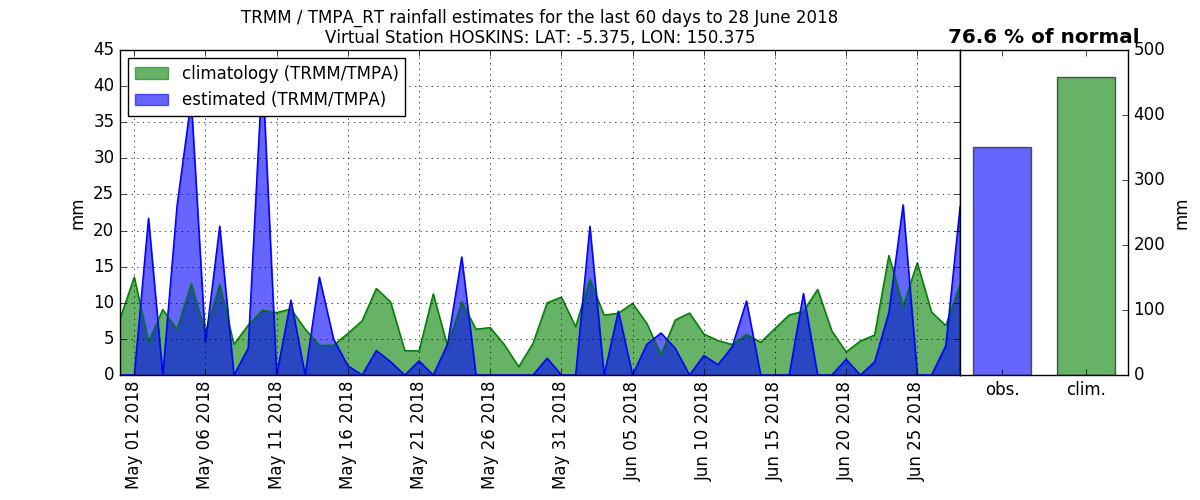 TRMM / TMPA_RT rainfall estimates for the last 60 days to 28 June 2018
Virtual Station HOSKINS: LAT: -5.375, LON: 150.375
76.6 % of normal
climatology (TRMM/TMPA)
estimated (TRMM/TMPA)
mm
45
40
35
30
25
20
15
10
5
0
May 01 2018
May 06 2018
May 11 2018
May 16 2018
May 21 2018
May 26 2018
May 31 2018
Jun 05 2018
Jun 10 2018
Jun 15 2018
Jun 20 2018
Jun 25 2018
500
400
300
200
100
0
mm
obs.
clim.